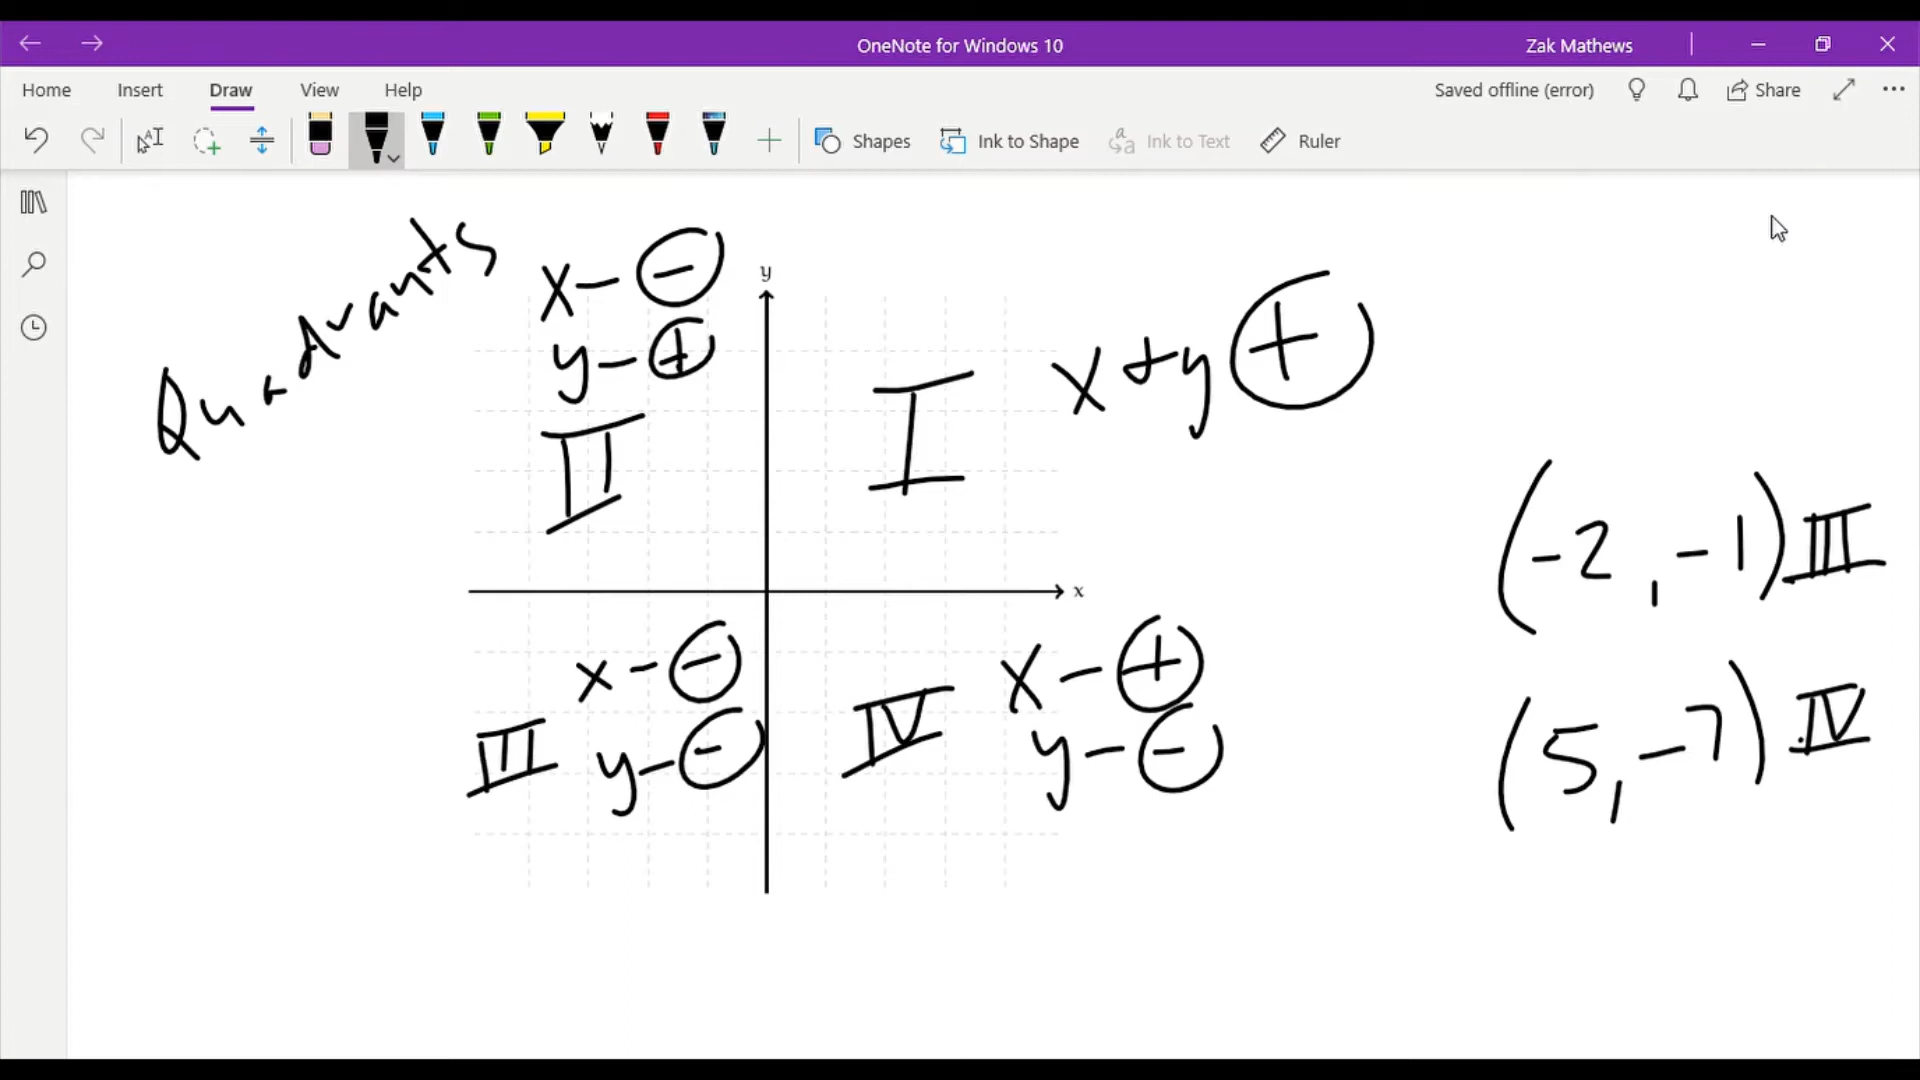 OneNote for Windows 10
Zak Mathews
Home Insert Draw View Help
Saved offline (error)
Share
Shapes
Ink to Shape
Ink to Text
Ruler
Quadrants
x - ⊖
y - ⊕
II
y
I
x + y ⊕
x
x - ⊖
III y - ⊖
IV
x - ⊕
y - ⊖
(-2, -1) III
(5, -7) IV